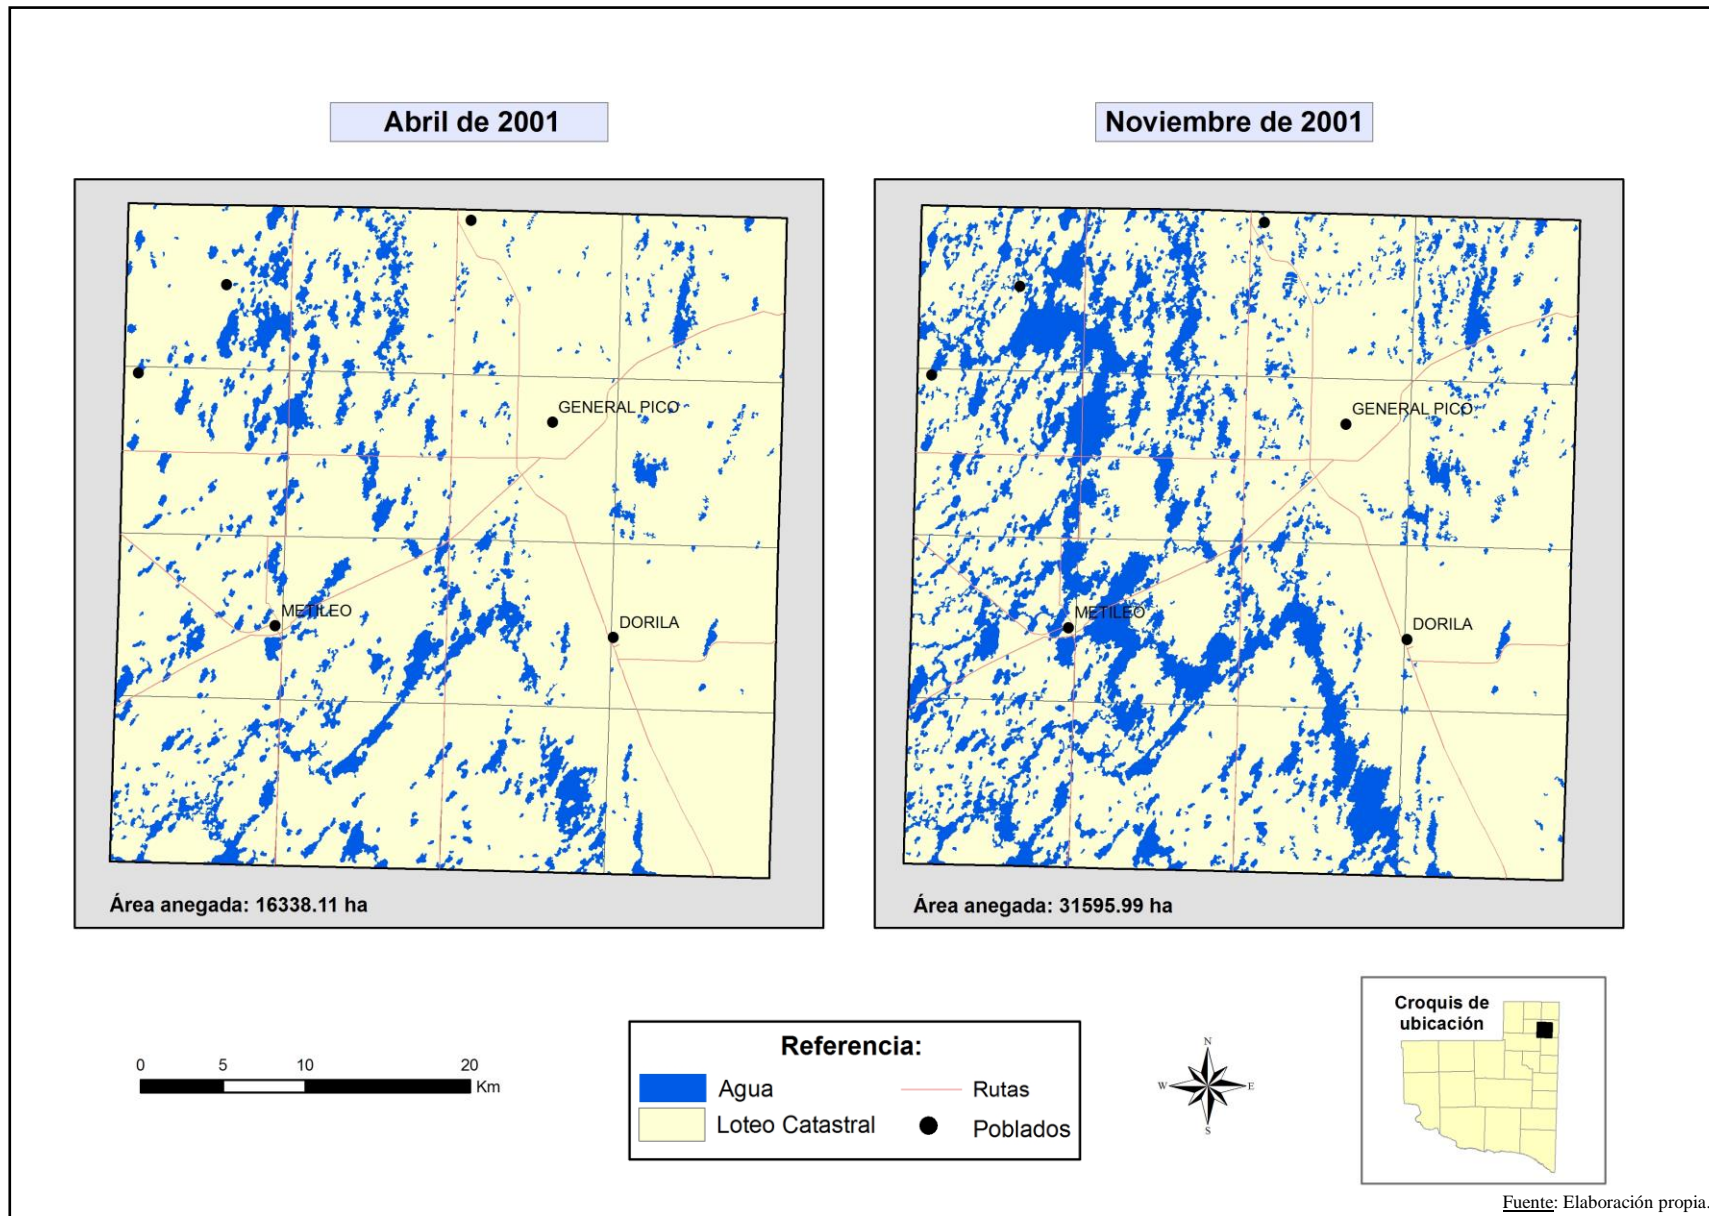 Abril de 2001
Noviembre de 2001
GENERAL PICO
METILEO
DORILA
Área anegada: 16338.11 ha
GENERAL PICO
METILEO
DORILA
Área anegada: 31595.99 ha
0 5 10 20
Km
Referencia:
Agua
Rutas
Loteo Catastral
Poblados
N
W E
S
Croquis de
ubicación
Fuente: Elaboración propia.